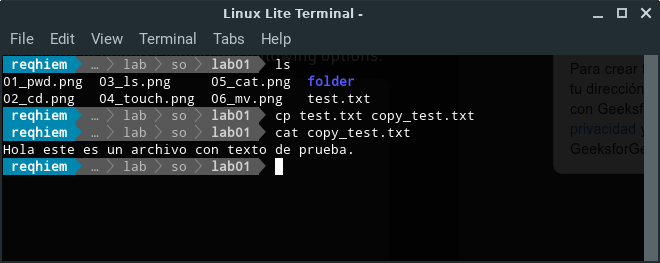 Linux Lite Terminal -
File Edit View Terminal Tabs Help
reqhiem … lab so lab01 ls
01_pwd.png 03_ls.png 05_cat.png folder
02_cd.png 04_touch.png 06_mv.png test.txt
reqhiem … lab so lab01 cp test.txt copy_test.txt
reqhiem … lab so lab01 cat copy_test.txt
Hola este es un archivo con texto de prueba.
reqhiem … lab so lab01
owing options:
Para crear t
tu dirección
con Geeksf
privacidad y
GeeksforGe